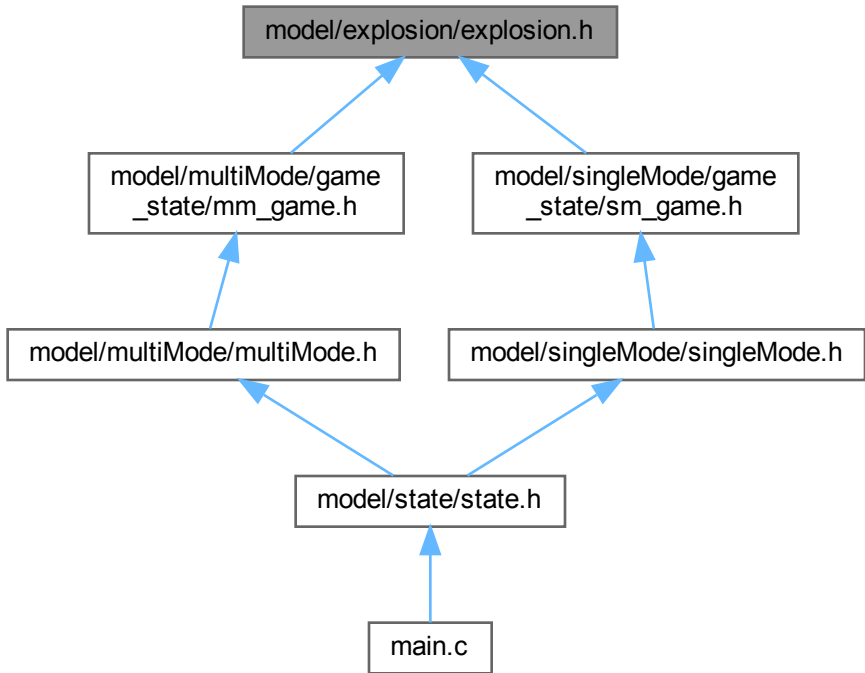 model/explosion/explosion.h
model/multiMode/game
_state/mm_game.h
model/singleMode/game
_state/sm_game.h
model/multiMode/multiMode.h
model/singleMode/singleMode.h
model/state/state.h
main.c